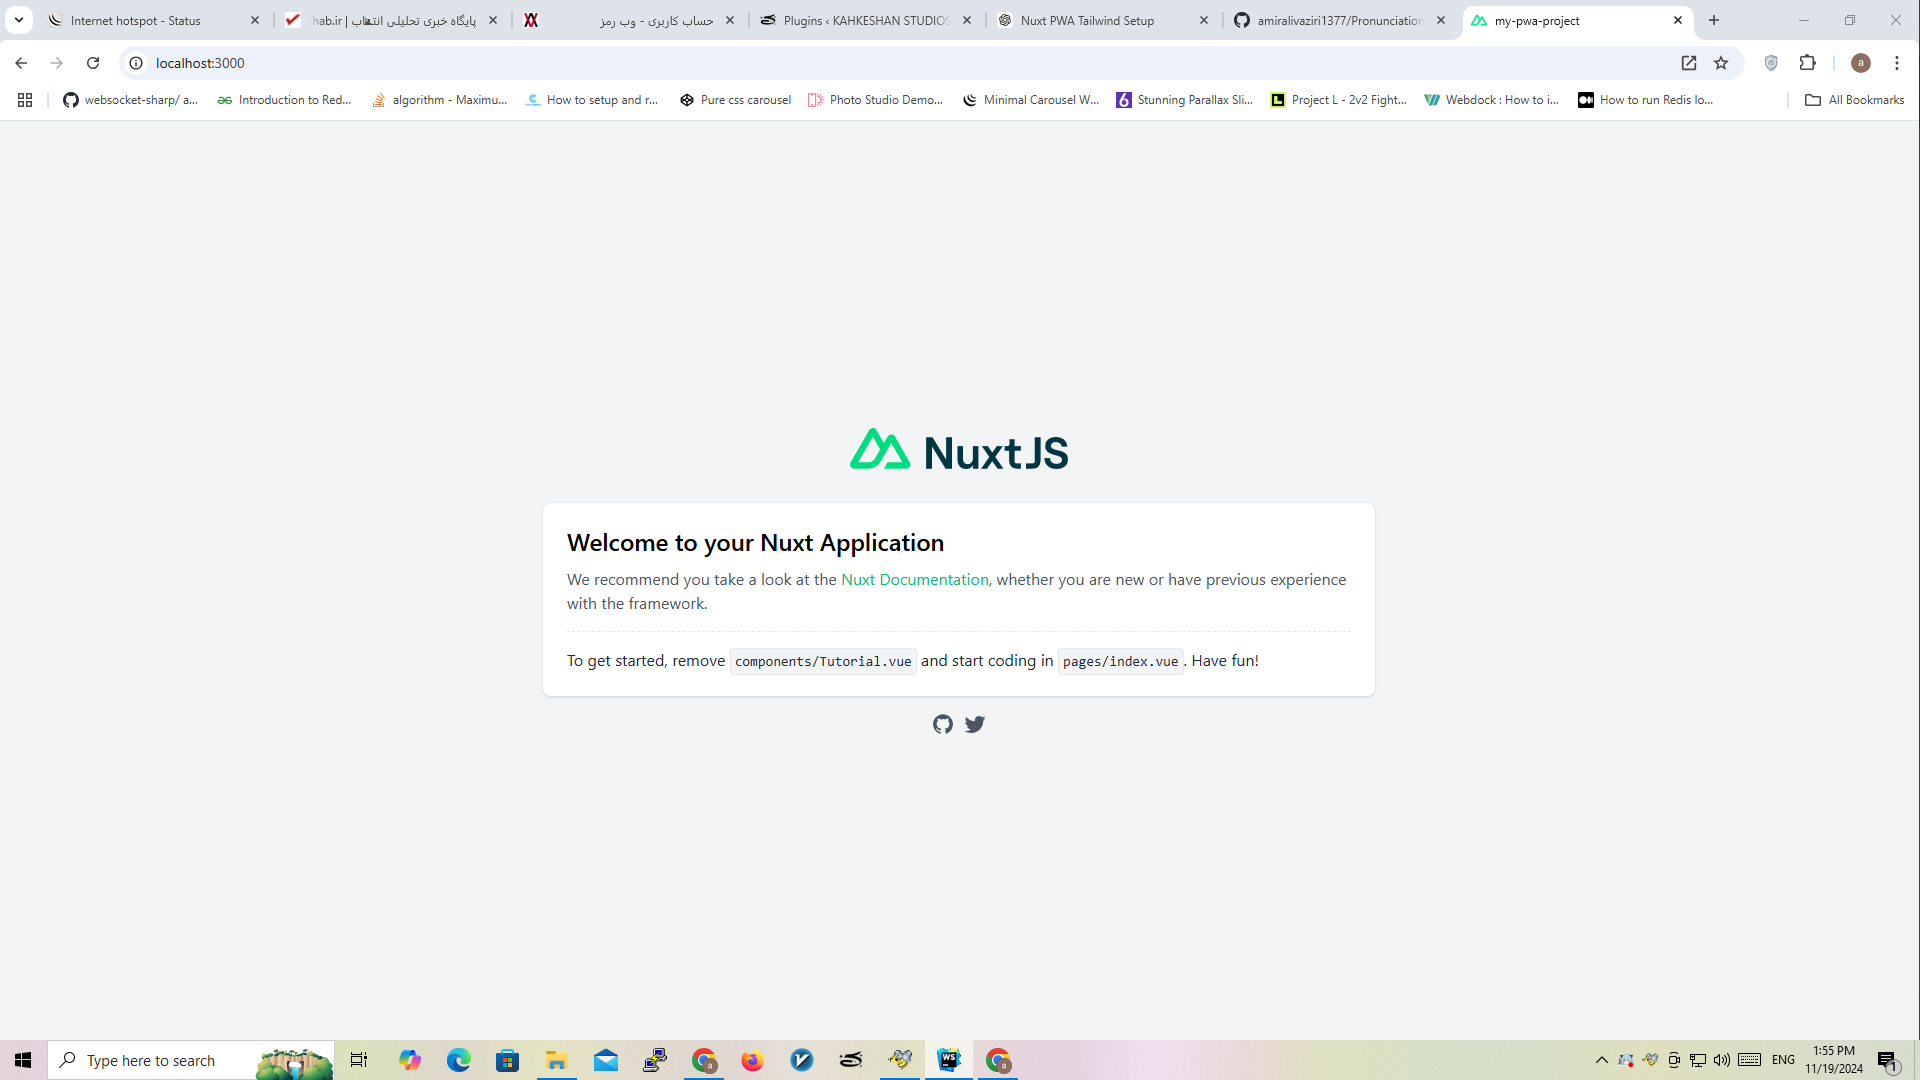 Internet hotspot - Status
پایگاه خبری تحلیلی انتخاب | hab.ir
حساب کاربری - وب رمز
Plugins ‹ KAHKESHAN STUDIOS
Nuxt PWA Tailwind Setup
amiralivaziri1377/Pronunciation
my-pwa-project
localhost:3000
a
websocket-sharp/ a...
Introduction to Red...
algorithm - Maximu...
How to setup and r...
Pure css carousel
Photo Studio Demo...
Minimal Carousel W...
Stunning Parallax Sli...
Project L - 2v2 Fight...
Webdock : How to i...
How to run Redis lo...
All Bookmarks
NuxtJS
Welcome to your Nuxt Application
We recommend you take a look at the Nuxt Documentation, whether you are new or have previous experience
with the framework.
To get started, remove components/Tutorial.vue and start coding in pages/index.vue. Have fun!
Type here to search
a
WS
a
ENG
1:55 PM
11/19/2024
1